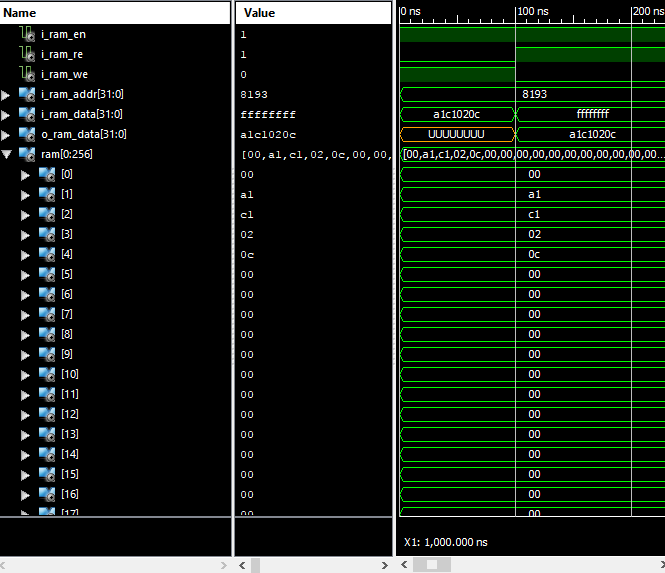 Name Value 0 ns 100 ns 200 ns
i_ram_en 1
i_ram_re 1
i_ram_we 0
i_ram_addr[31:0] 8193 8193
i_ram_data[31:0] ffffffff a1c1020c ffffffff
o_ram_data[31:0] a1c1020c UUUUUUUU a1c1020c
ram[0:256] [00,a1,c1,02,0c,00,00, [00,a1,c1,02,0c,00,00,00,00,00,00,00,00,00,00,00...
[0] 00 00
[1] a1 a1
[2] c1 c1
[3] 02 02
[4] 0c 0c
[5] 00 00
[6] 00 00
[7] 00 00
[8] 00 00
[9] 00 00
[10] 00 00
[11] 00 00
[12] 00 00
[13] 00 00
[14] 00 00
[15] 00 00
[16] 00 00
[17] 00 00
X1: 1,000.000 ns